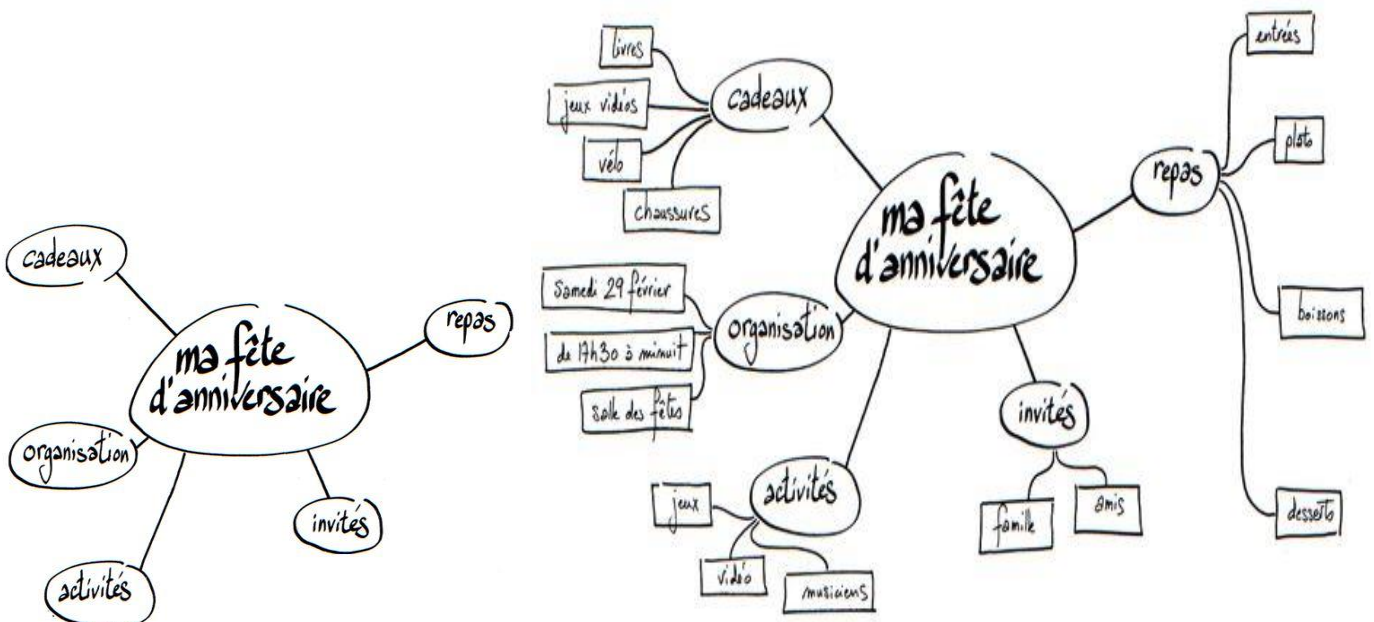 cadeaux
ma fête
d'anniversaire
repas
organisation
invités
activités
livres
jeux vidéos
vélo
chaussures
cadeaux
ma fête
d'anniversaire
repas
entrées
plats
boissons
desserts
samedi 29 février
de 17h30 à minuit
salle des fêtes
organisation
invités
famille
amis
activités
jeux
vidéo
musiciens